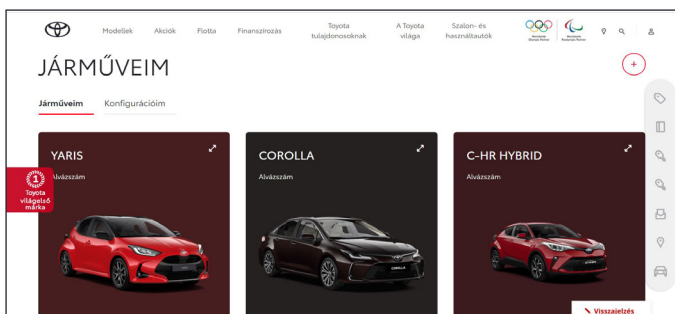 Modellek
Akciók
Flotta
Finanszírozás
Toyota
tulajdonosoknak
A Toyota
világa
Szalon- és
használtautók
JÁRMŰVEIM
Járműveim
Konfigurációim
YARIS
Alvázszám
COROLLA
Alvázszám
C-HR HYBRID
Alvázszám
1
Toyota
világelső
márka
COROLLA
Visszajelzés